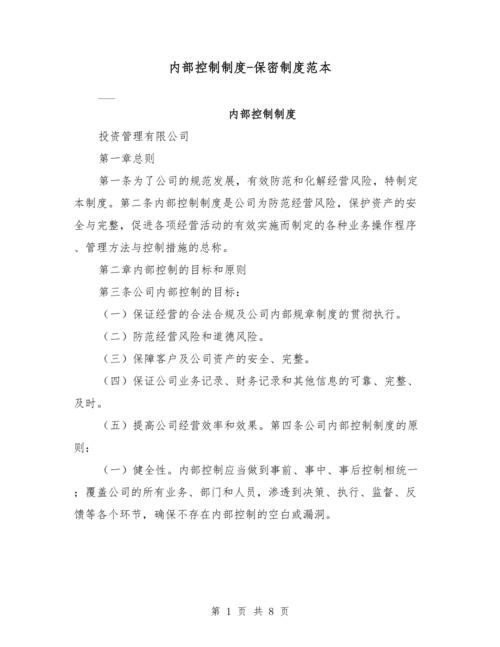 内部控制制度-保密制度范本
内部控制制度
投资管理有限公司
第一章总则
第一条为了公司的规范发展，有效防范和化解经营风险，特制定
本制度。第二条内部控制制度是公司为防范经营风险，保护资产的安
全与完整，促进各项经营活动的有效实施而制定的各种业务操作程序
、管理方法与控制措施的总称。
第二章内部控制的目标和原则
第三条公司内部控制的目标：
（一）保证经营的合法合规及公司内部规章制度的贯彻执行。
（二）防范经营风险和道德风险。
（三）保障客户及公司资产的安全、完整。
（四）保证公司业务记录、财务记录和其他信息的可靠、完整、
及时。
（五）提高公司经营效率和效果。第四条公司内部控制制度的原
则：
（一）健全性。内部控制应当做到事前、事中、事后控制相统一
；覆盖公司的所有业务、部门和人员，渗透到决策、执行、监督、反
馈等各个环节，确保不存在内部控制的空白或漏洞。
第 1 页 共 8 页